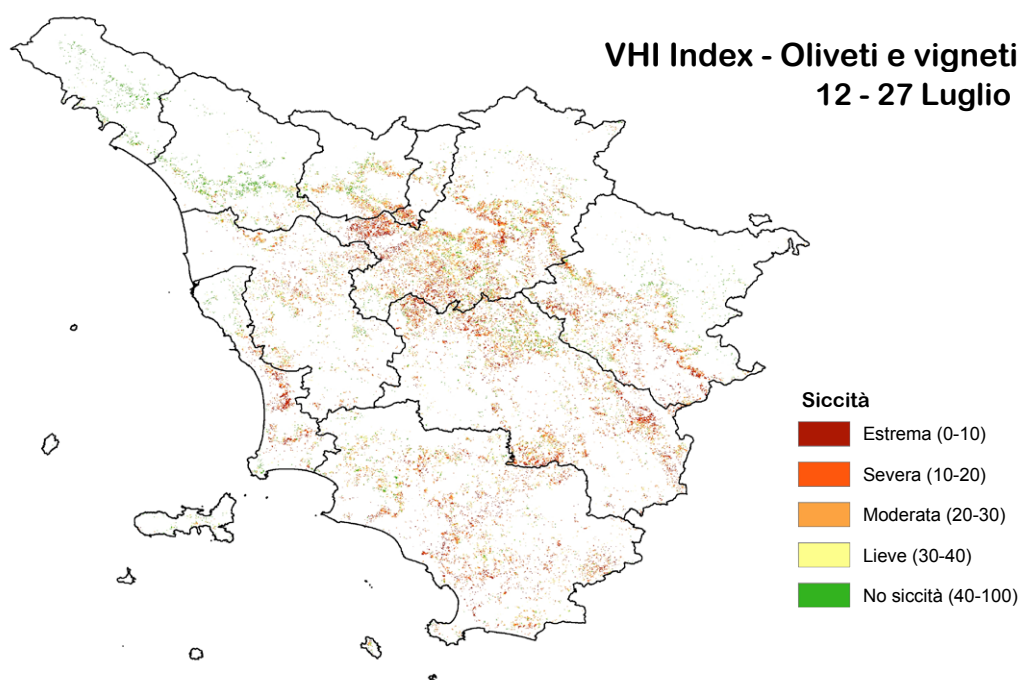 VHI Index - Oliveti e vigneti
12 - 27 Luglio
Siccità
Estrema (0-10)
Severa (10-20)
Moderata (20-30)
Lieve (30-40)
No siccità (40-100)